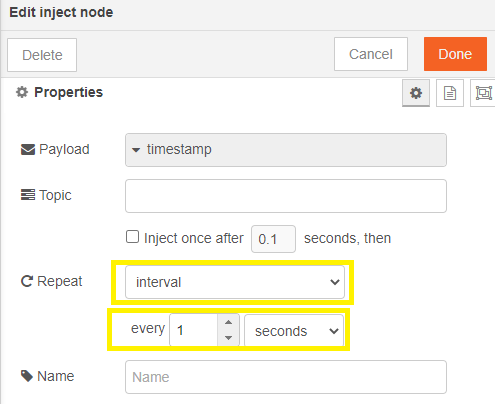 Edit inject node
Delete
Cancel
Done
Properties
Payload
timestamp
Topic
Inject once after 0.1 seconds, then
Repeat
interval
every 1 seconds
Name
Name